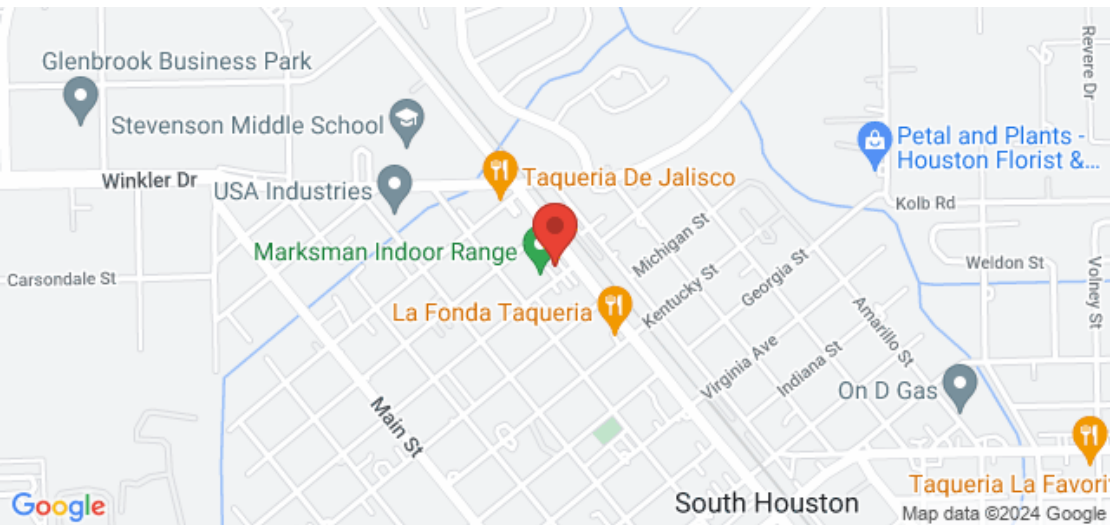 Glenbrook Business Park
Revere Dr
Stevenson Middle School
Petal and Plants -
Houston Florist &...
Winkler Dr
USA Industries
Taqueria De Jalisco
Kolb Rd
Marksman Indoor Range
Michigan St
Carsondale St
Weldon St
Volney St
Kentucky St
Georgia St
La Fonda Taqueria
Amarillo St
Virginia Ave
Indiana St
On D Gas
Main St
Taqueria La Favorit
South Houston
Google
Map data ©2024 Google